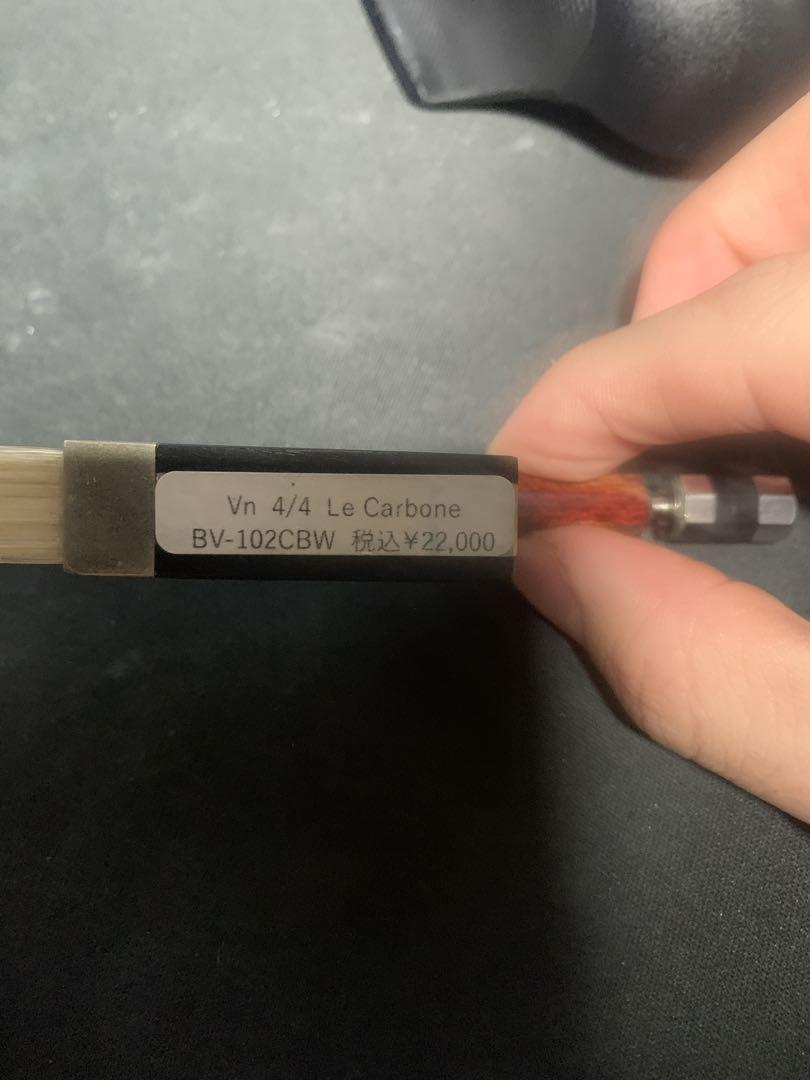 Vn 4/4 Le Carbone
BV-102CBW 税込¥22,000